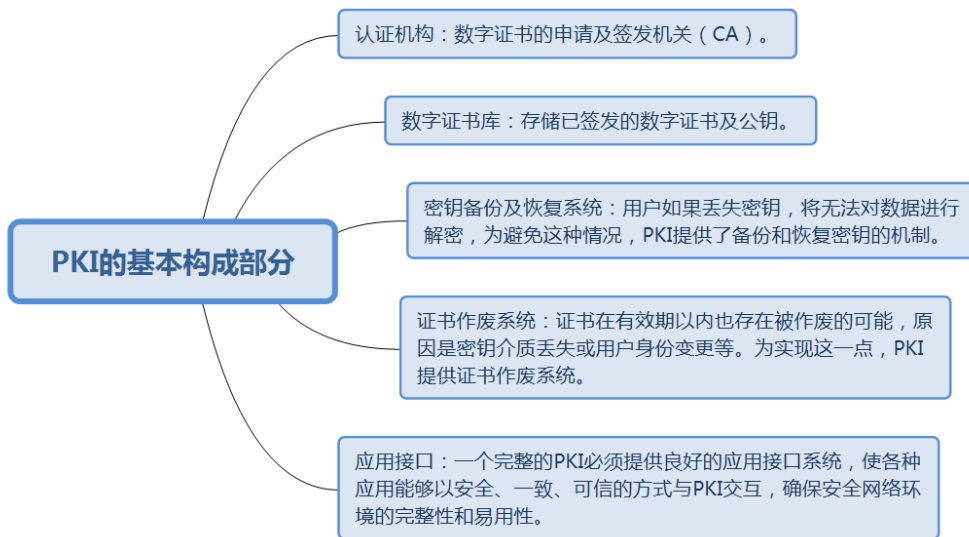 认证机构：数字证书的申请及签发机关（CA）。
数字证书库：存储已签发的数字证书及公钥。
密钥备份及恢复系统：用户如果丢失密钥，将无法对数据进行
解密，为避免这种情况，PKI提供了备份和恢复密钥的机制。
PKI的基本构成部分
证书作废系统：证书在有效期以内也存在被作废的可能，原
因是密钥介质丢失或用户身份变更等。为实现这一点，PKI
提供证书作废系统。
应用接口：一个完整的PKI必须提供良好的应用接口系统，使各种
应用能够以安全、一致、可信的方式与PKI交互，确保安全网络环
境的完整性和易用性。